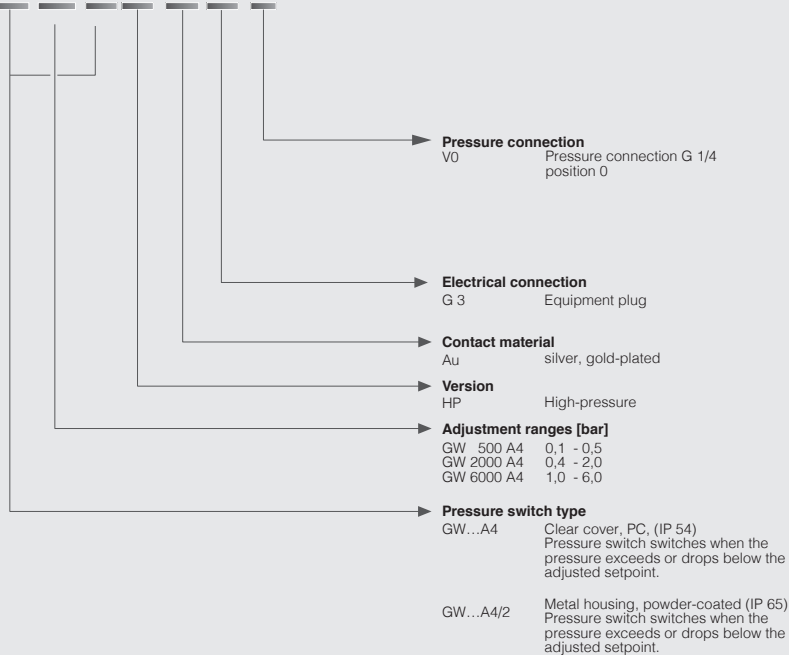 Pressure connection
V0 Pressure connection G 1/4
position 0
Electrical connection
G 3 Equipment plug
Contact material
Au silver, gold-plated
Version
HP High-pressure
Adjustment ranges [bar]
GW 500 A4 0,1 - 0,5
GW 2000 A4 0,4 - 2,0
GW 6000 A4 1,0 - 6,0
Pressure switch type
GW…A4 Clear cover, PC, (IP 54)
Pressure switch switches when the
pressure exceeds or drops below the
adjusted setpoint.
GW…A4/2 Metal housing, powder-coated (IP 65)
Pressure switch switches when the
pressure exceeds or drops below the
adjusted setpoint.